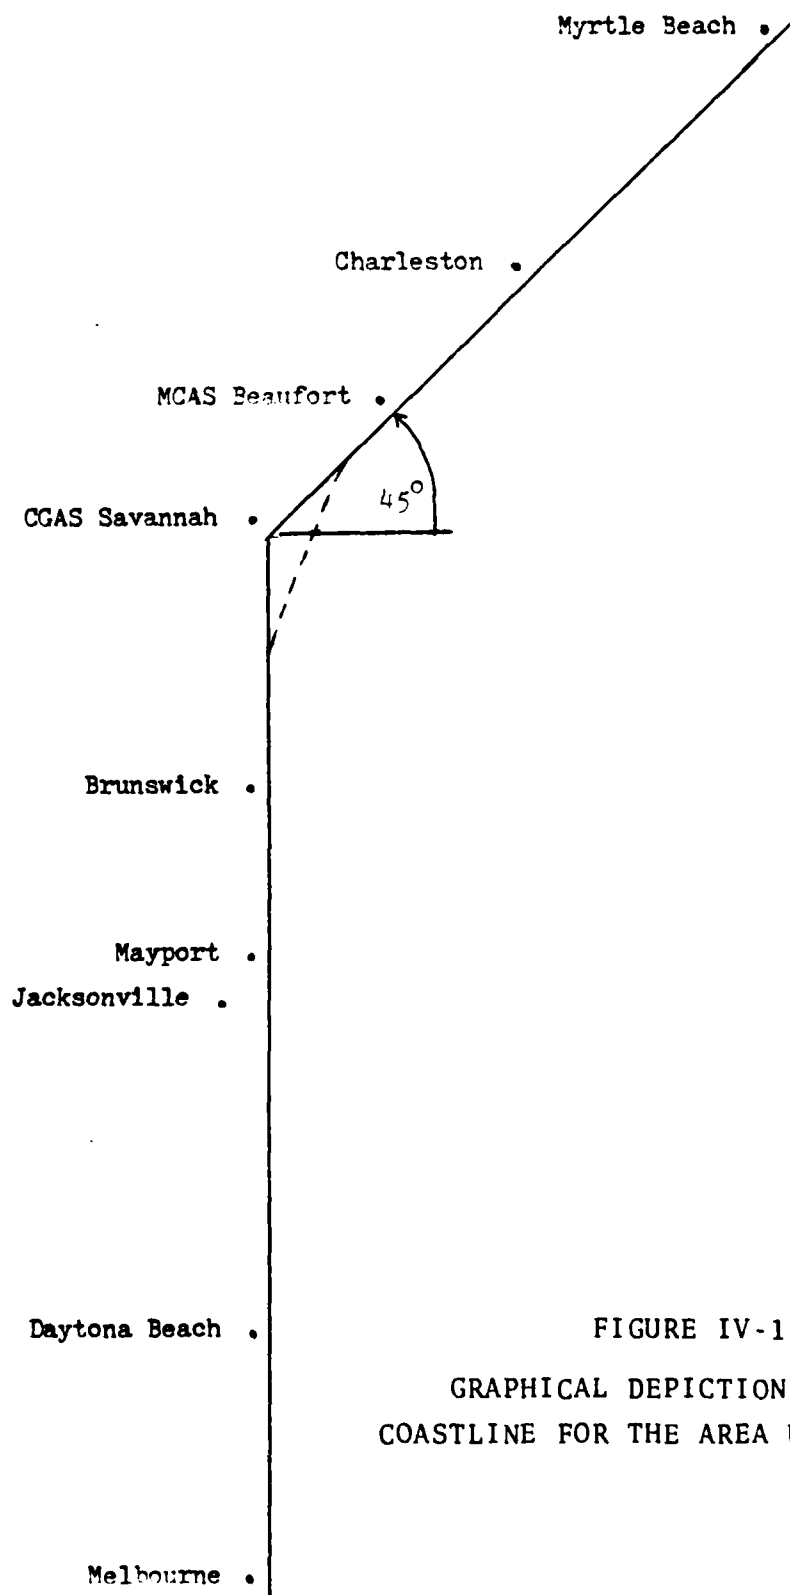 Myrtle Beach
Charleston
MCAS Beaufort
45°
CGAS Savannah
Brunswick
Mayport
Jacksonville
Daytona Beach
FIGURE IV-1
GRAPHICAL DEPICTION
COASTLINE FOR THE AREA
Melbourne